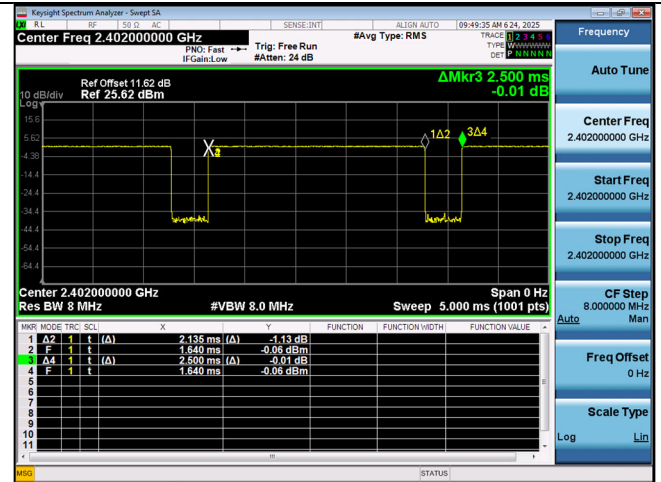 Keysight Spectrum Analyzer - Swept SA
RL RF 50 Ω AC SENSE:INT ALIGN AUTO 09:49:35 AM 6 24, 2025
Center Freq 2.402000000 GHz #Avg Type: RMS TRACE 1 2 3 4 5 6
PNO: Fast Trig: Free Run TYPE W
IFGain:Low #Atten: 24 dB DET P N N N N N
ΔMkr3 2.500 ms
-0.01 dB
Ref Offset 11.62 dB
10 dB/div Ref 25.62 dBm
Log
15.6
5.62
-4.38
-14.4
-24.4
-34.4
-44.4
-54.4
-64.4
1Δ2
3Δ4
Center 2.402000000 GHz Span 0 Hz
Res BW 8 MHz #VBW 8.0 MHz Sweep 5.000 ms (1001 pts)
MKR MODE TRC SCL X Y FUNCTION FUNCTION WIDTH FUNCTION VALUE
1 Δ2 1 t (Δ) 2.135 ms (Δ) -1.13 dB
2 F 1 t 1.640 ms -0.06 dBm
3 Δ4 1 t (Δ) 2.500 ms (Δ) -0.01 dB
4 F 1 t 1.640 ms -0.06 dBm
5
6
7
8
9
10
11
MSG STATUS
Frequency
Auto Tune
Center Freq
2.402000000 GHz
Start Freq
2.402000000 GHz
Stop Freq
2.402000000 GHz
CF Step
8.000000 MHz
Auto Man
Freq Offset
0 Hz
Scale Type
Log Lin